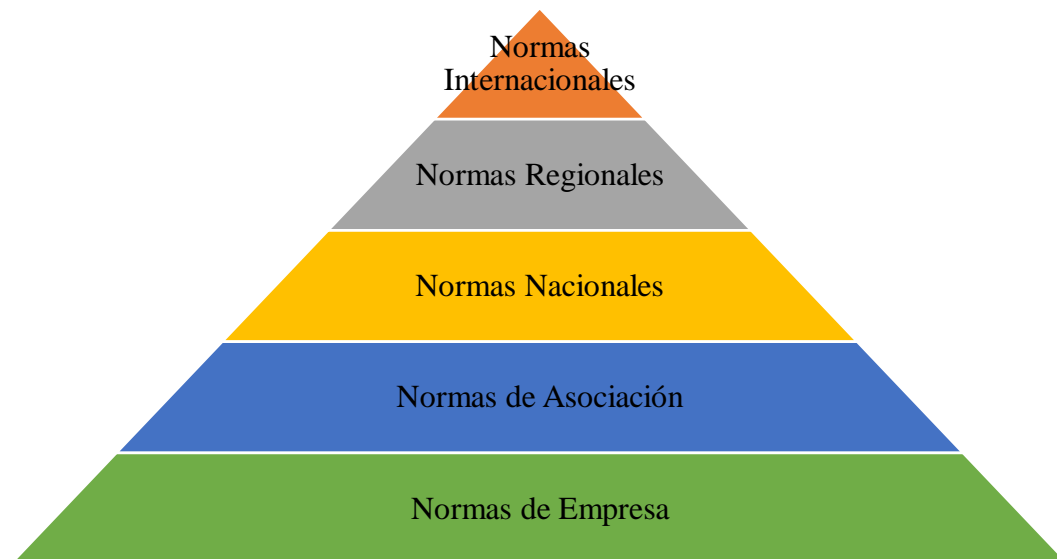 Normas
Internacionales
Normas Regionales
Normas Nacionales
Normas de Asociación
Normas de Empresa